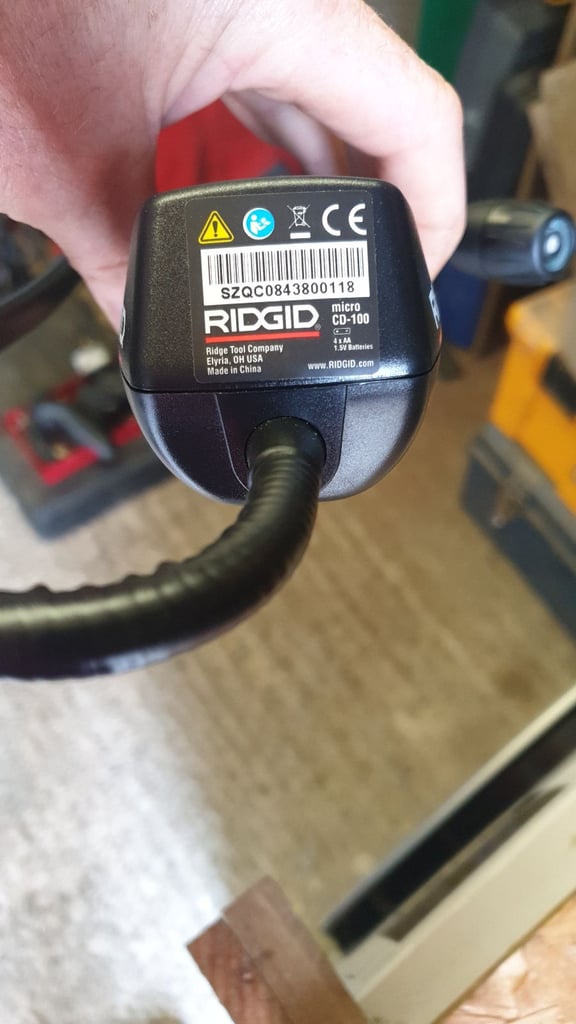 CE
SZQC0843800118
RIDGID®
micro
CD-100
4 x AA
1.5V Batteries
Ridge Tool Company
Elyria, OH USA
Made in China
www.RIDGID.com